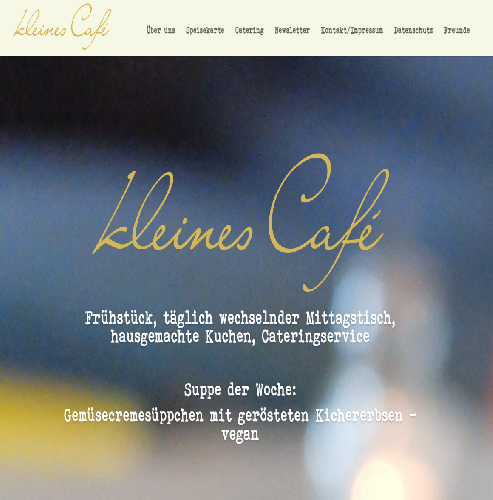 kleines Café
Über uns Speisekarte Catering Newsletter Kontakt/Impressum Datenschutz Freunde
kleines Café
Frühstück, täglich wechselnder Mittagstisch,
hausgemachte Kuchen, Cateringservice
Suppe der Woche:
Gemüsecremesüppchen mit gerösteten Kichererbsen -
vegan